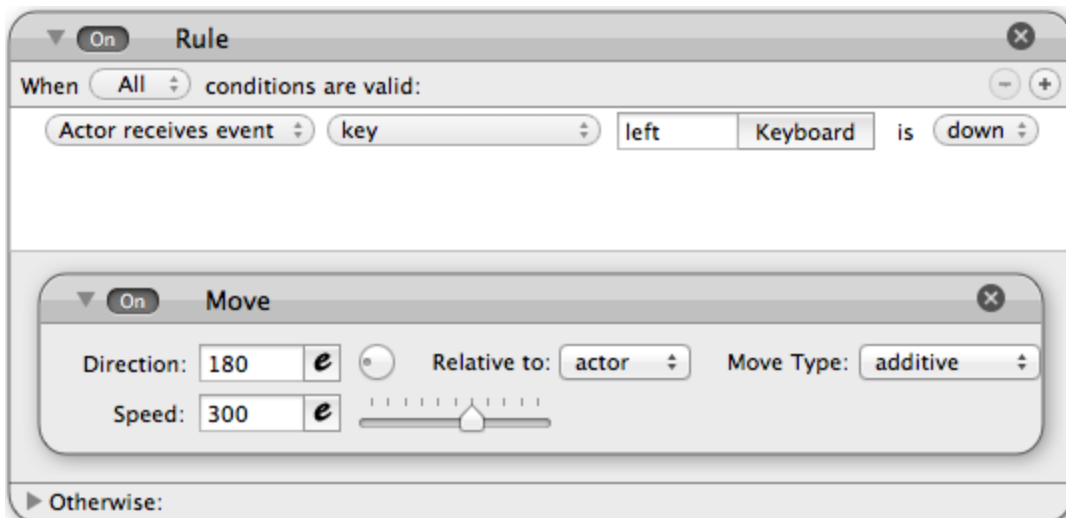 On Rule
When All conditions are valid:
Actor receives event key left Keyboard is down
On Move
Direction: 180 e Relative to: actor Move Type: additive
Speed: 300 e
Otherwise: